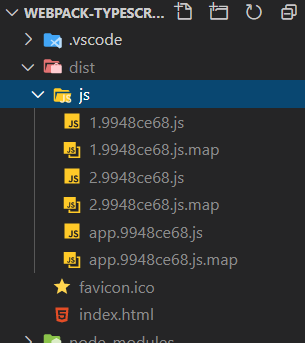 WEBPACK-TYPESCR...
.vscode
dist
js
1.9948ce68.js
1.9948ce68.js.map
2.9948ce68.js
2.9948ce68.js.map
app.9948ce68.js
app.9948ce68.js.map
favicon.ico
index.html
node_modules